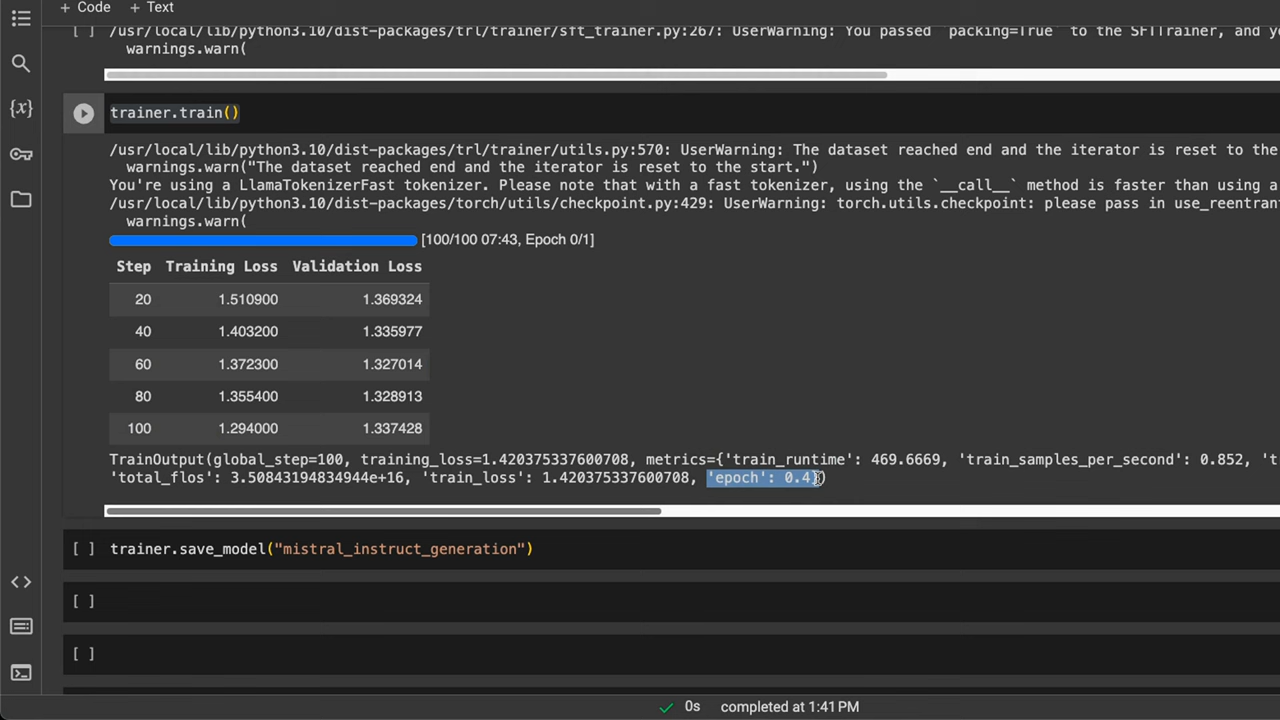 + Code + Text
[ ] /usr/local/lib/python3.10/dist-packages/trl/trainer/sft_trainer.py:267: UserWarning: You passed `packing=True` to the SFTTrainer, and
warnings.warn(
trainer.train()
/usr/local/lib/python3.10/dist-packages/trl/trainer/utils.py:570: UserWarning: The dataset reached end and the iterator is reset to the
warnings.warn("The dataset reached end and the iterator is reset to the start.")
You're using a LlamaTokenizerFast tokenizer. Please note that with a fast tokenizer, using the `__call__` method is faster than using a
/usr/local/lib/python3.10/dist-packages/torch/utils/checkpoint.py:429: UserWarning: torch.utils.checkpoint: please pass in use_reentrant
warnings.warn(
[100/100 07:43, Epoch 0/1]
Step Training Loss Validation Loss
20 1.510900 1.369324
40 1.403200 1.335977
60 1.372300 1.327014
80 1.355400 1.328913
100 1.294000 1.337428
TrainOutput(global_step=100, training_loss=1.420375337600708, metrics={'train_runtime': 469.6669, 'train_samples_per_second': 0.852,
'total_flos': 3.50843194834944e+16, 'train_loss': 1.420375337600708, 'epoch': 0.4})
[ ] trainer.save_model("mistral_instruct_generation")
[ ]
[ ]
0s completed at 1:41 PM